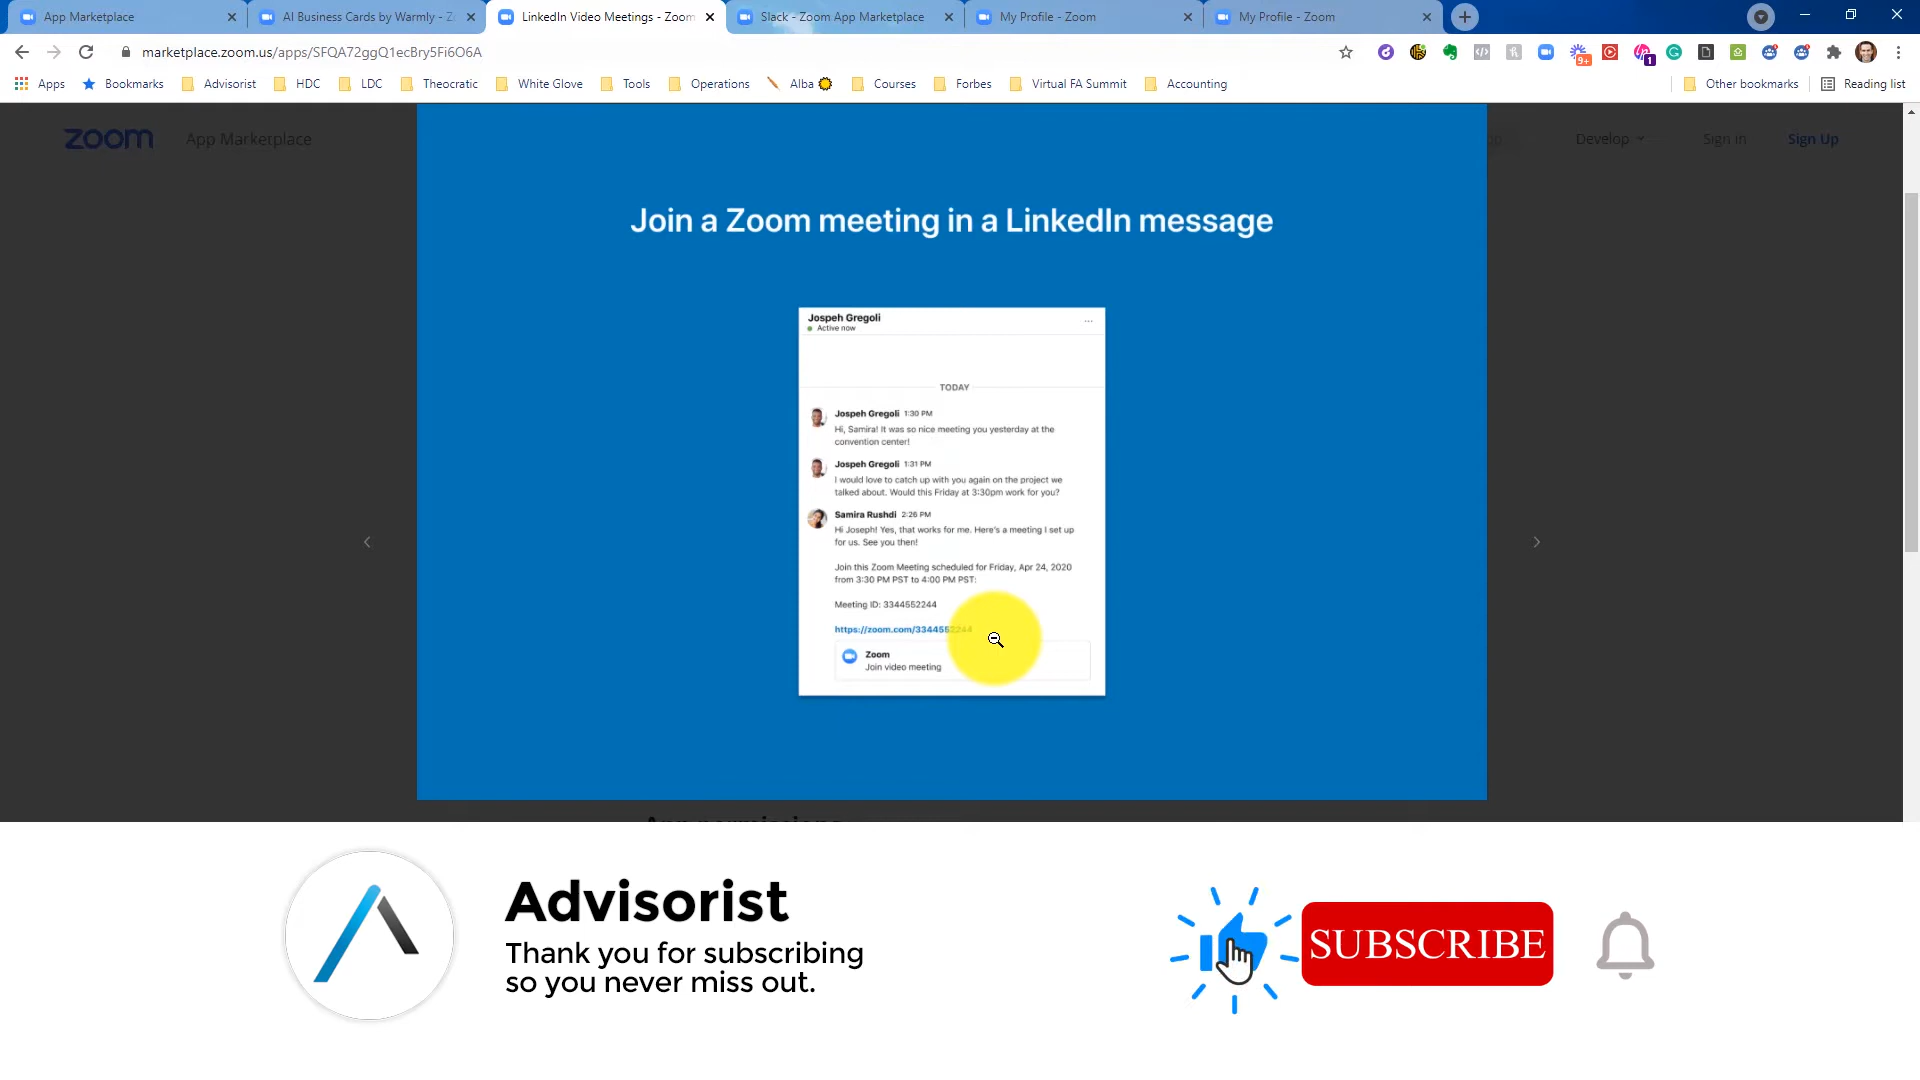 App Marketplace
AI Business Cards by Warmly - Z
LinkedIn Video Meetings - Zoom
Slack - Zoom App Marketplace
My Profile - Zoom
My Profile - Zoom
marketplace.zoom.us/apps/SFQA72ggQ1ecBry5Fi6O6A
9+
1
Apps
Bookmarks
Advisorist
HDC
LDC
Theocratic
White Glove
Tools
Operations
Alba
Courses
Forbes
Virtual FA Summit
Accounting
Other bookmarks
Reading list
zoom
App Marketplace
Develop
Sign In
Sign Up
Join a Zoom meeting in a LinkedIn message
Jospeh Gregoli
Active now
TODAY
Jospeh Gregoli 1:30 PM
Hi, Samira! It was so nice meeting you yesterday at the
convention center!
Jospeh Gregoli 1:31 PM
I would love to catch up with you again on the project we
talked about. Would this Friday at 3:30pm work for you?
Samira Rushdi 2:26 PM
Hi Joseph! Yes, that works for me. Here's a meeting I set up
for us. See you then!
Join this Zoom Meeting scheduled for Friday, Apr 24, 2020
from 3:30 PM PST to 4:00 PM PST:
Meeting ID: 3344552244
https://zoom.com/3344552244
Zoom
Join video meeting
Advisorist
Thank you for subscribing
so you never miss out.
SUBSCRIBE